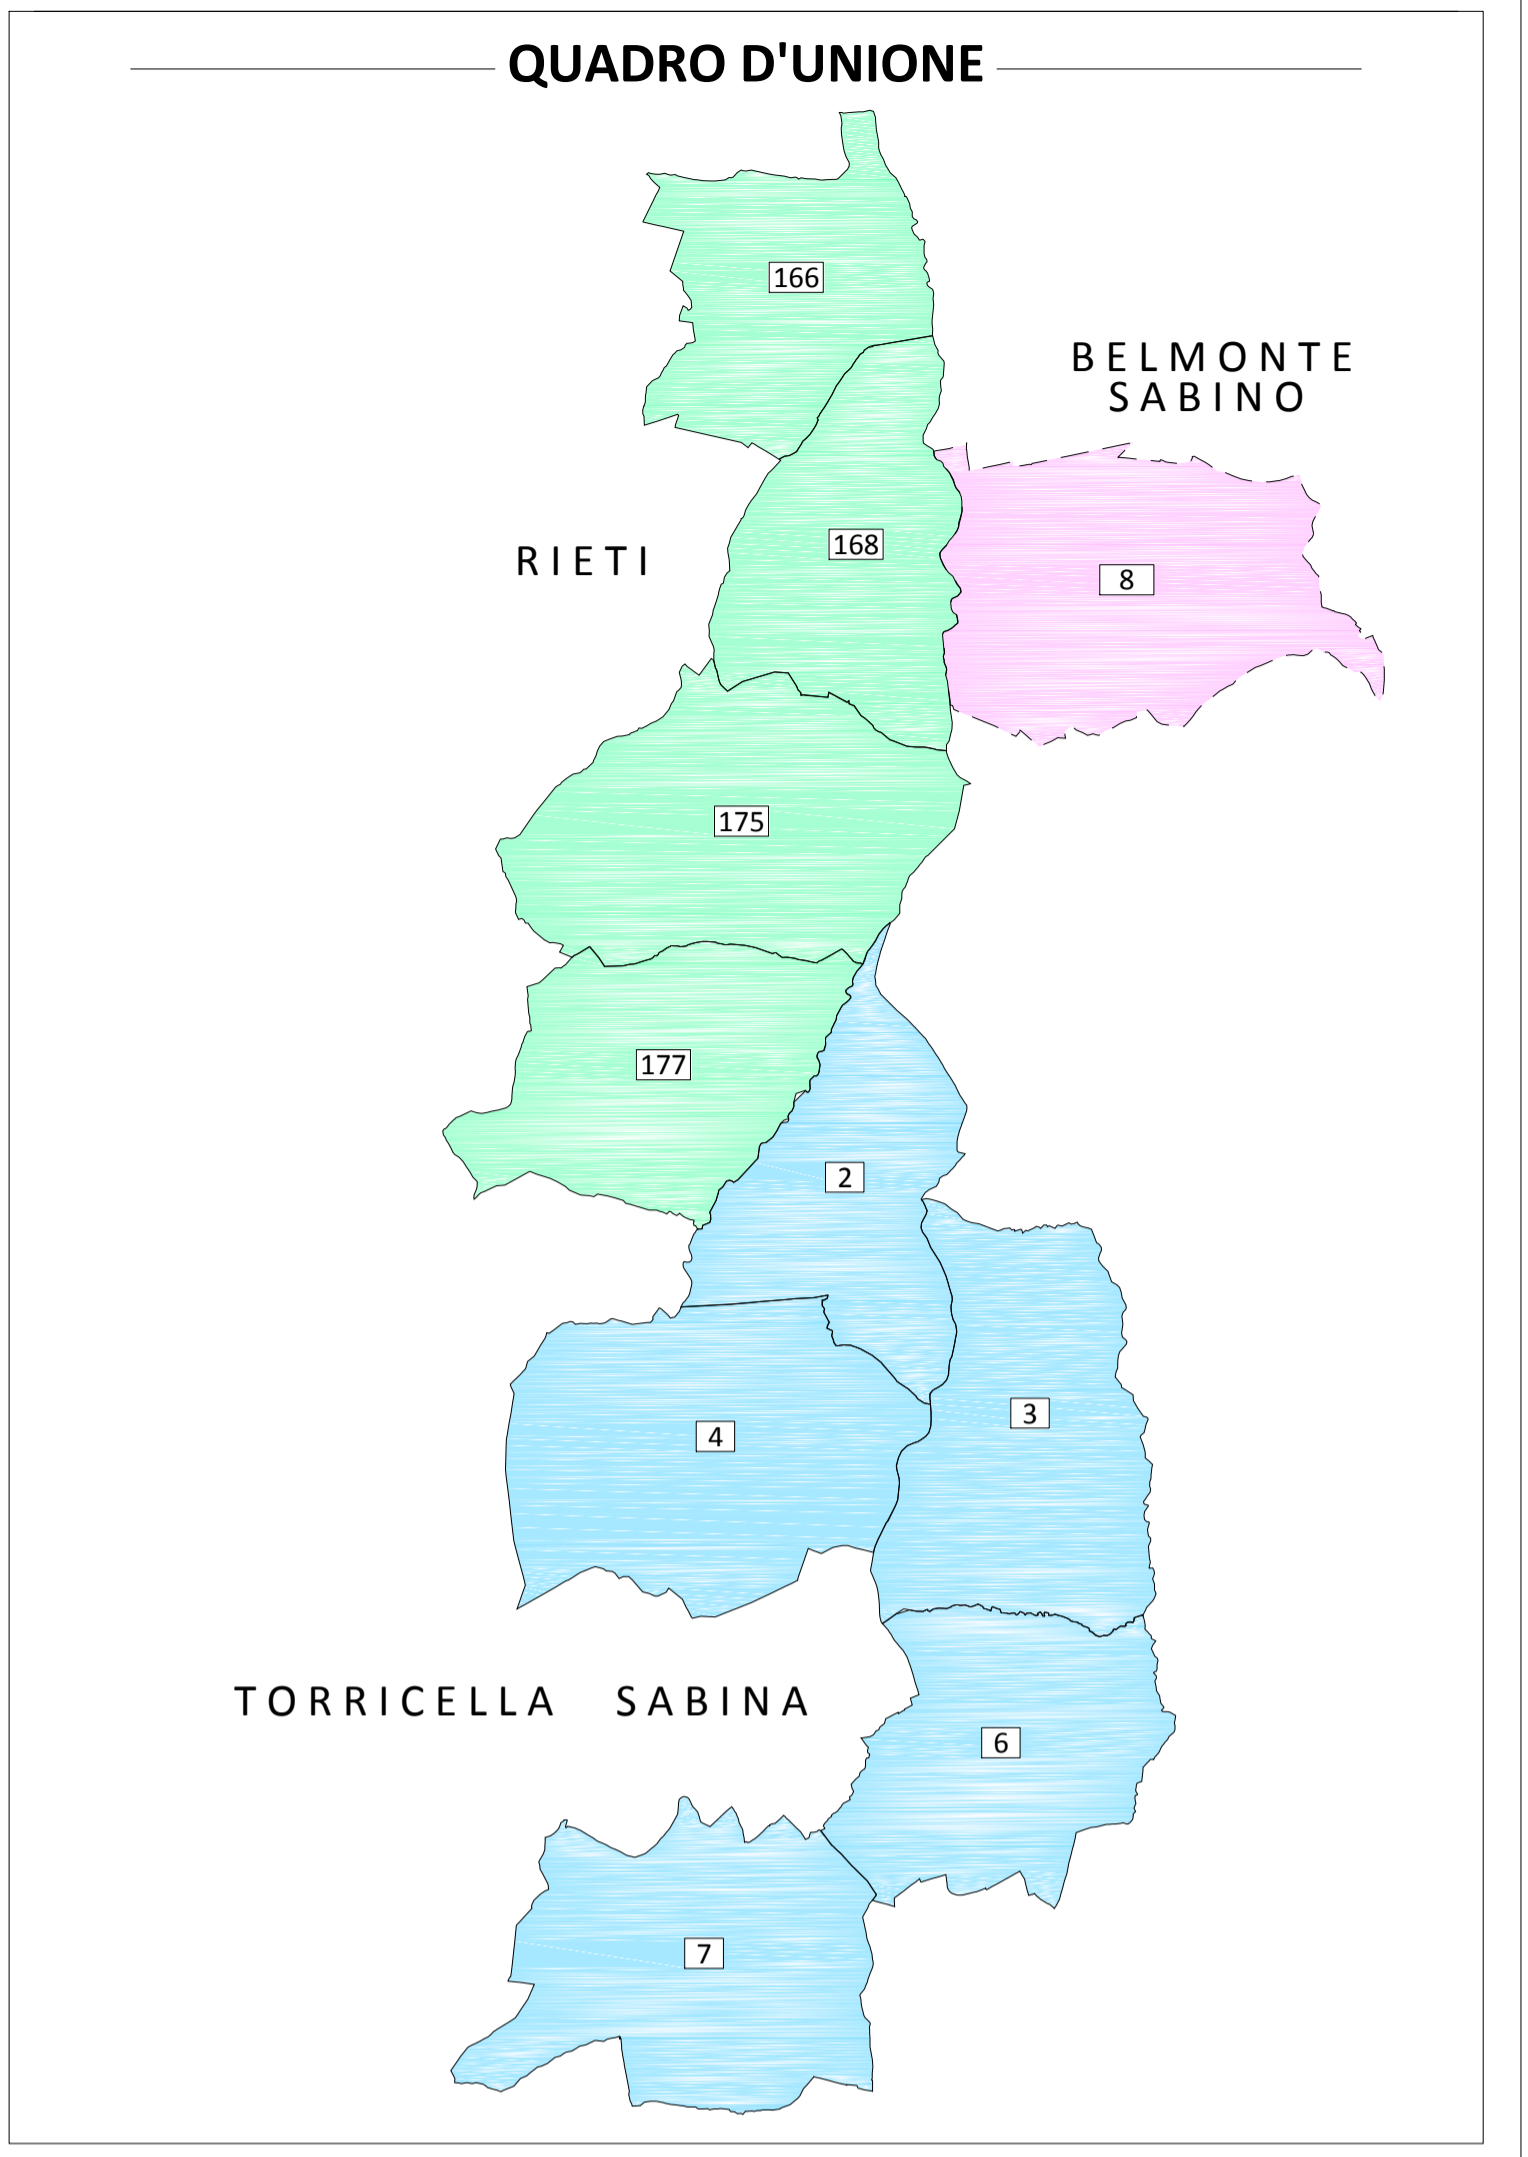 QUADRO D'UNIONE
166
BELMONTE
SABINO
168
RIETI
8
175
177
2
3
4
TORRICELLA SABINA
6
7